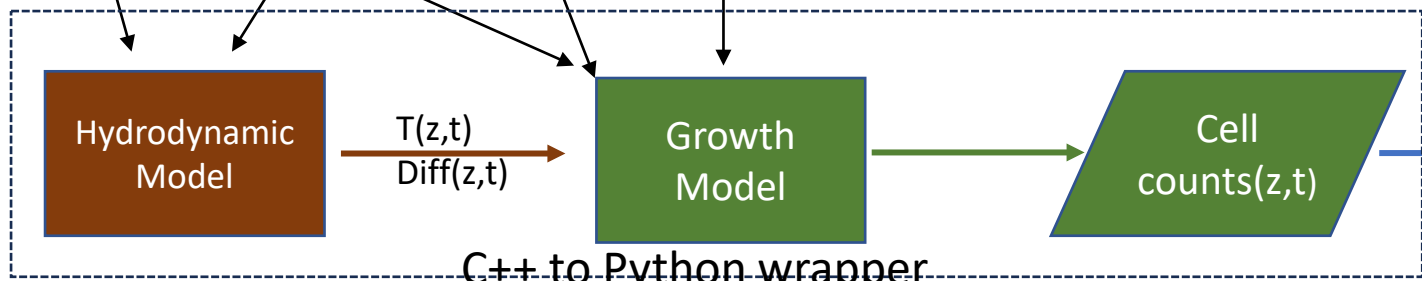 Hydrodynamic
Model
T(z,t)
Diff(z,t)
Growth
Model
Cell
counts(z,t)
C++ to Python wrapper